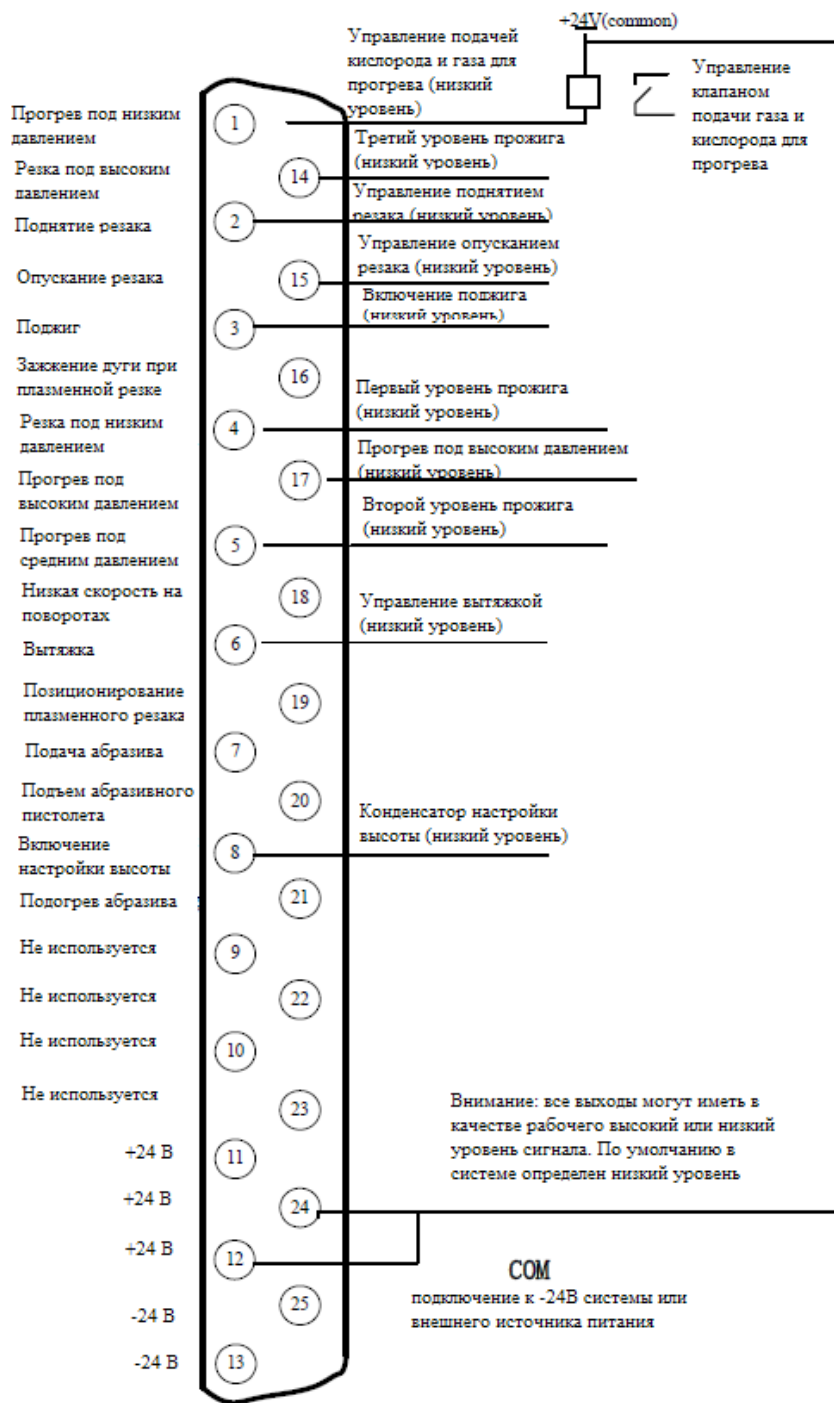 +24V(common)
Управление подачей
кислорода и газа для
прогрева (низкий
уровень)
Управление
клапаном
подачи газа и
кислорода для
прогрева
Прогрев под низким
давлением
1
Третий уровень прожига
(низкий уровень)
Резка под высоким
давлением
14
Управление поднятием
резака (низкий уровень)
Поднятие резака
2
Управление опусканием
резака (низкий уровень)
Опускание резака
15
Включение поджига
(низкий уровень)
Поджиг
3
Зажжение дуги при
плазменной резке
16
Первый уровень прожига
(низкий уровень)
Резка под низким
давлением
4
Прогрев под высоким давлением
(низкий уровень)
Прогрев под
высоким давлением
17
Второй уровень прожига
(низкий уровень)
Прогрев под
средним давлением
5
Низкая скорость на
поворотах
18
Управление вытяжкой
(низкий уровень)
Вытяжка
6
Позиционирование
плазменного резака
19
Подача абразива
7
Подъем абразивного
пистолета
20
Конденсатор настройки
высоты (низкий уровень)
Включение
настройки высоты
8
Подогрев абразива
21
Не используется
9
Не используется
22
Не используется
10
Не используется
23
Внимание: все выходы могут иметь в
качестве рабочего высокий или низкий
уровень сигнала. По умолчанию в
системе определен низкий уровень
+24 В
11
+24 В
24
+24 В
12
COM
подключение к -24В системы или
внешнего источника питания
-24 В
25
-24 В
13